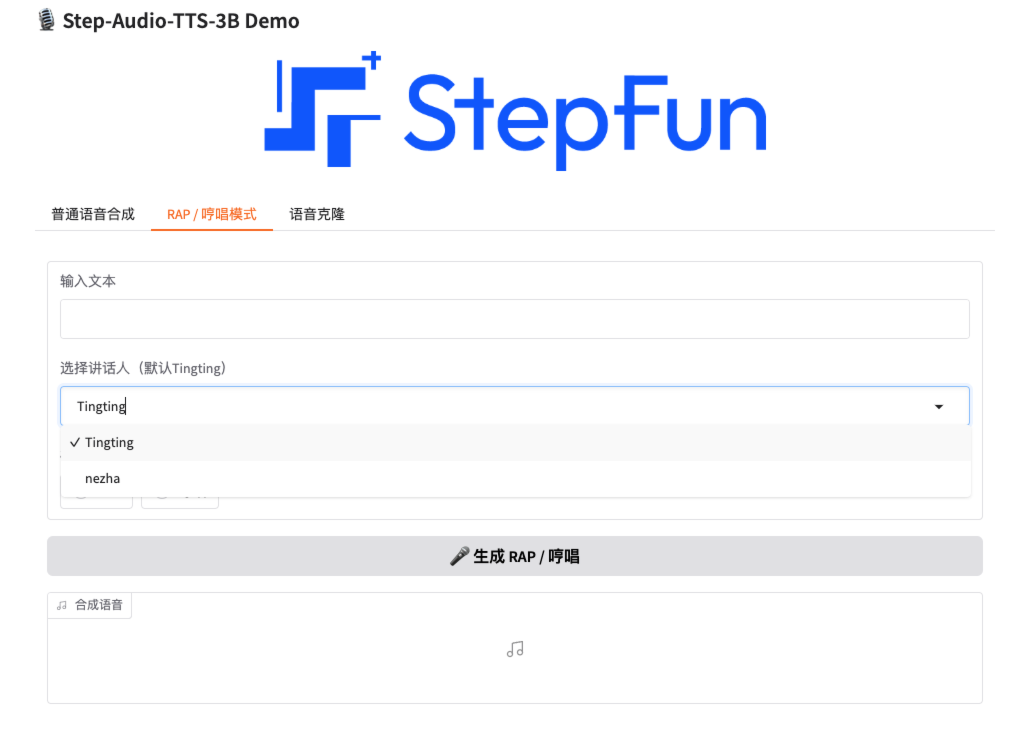 Step-Audio-TTS-3B Demo
StepFun
普通语音合成
RAP / 哼唱模式
语音克隆
输入文本
选择讲话人（默认Tingting）
Tingting
✓ Tingting
nezha
🎤 生成 RAP / 哼唱
合成语音